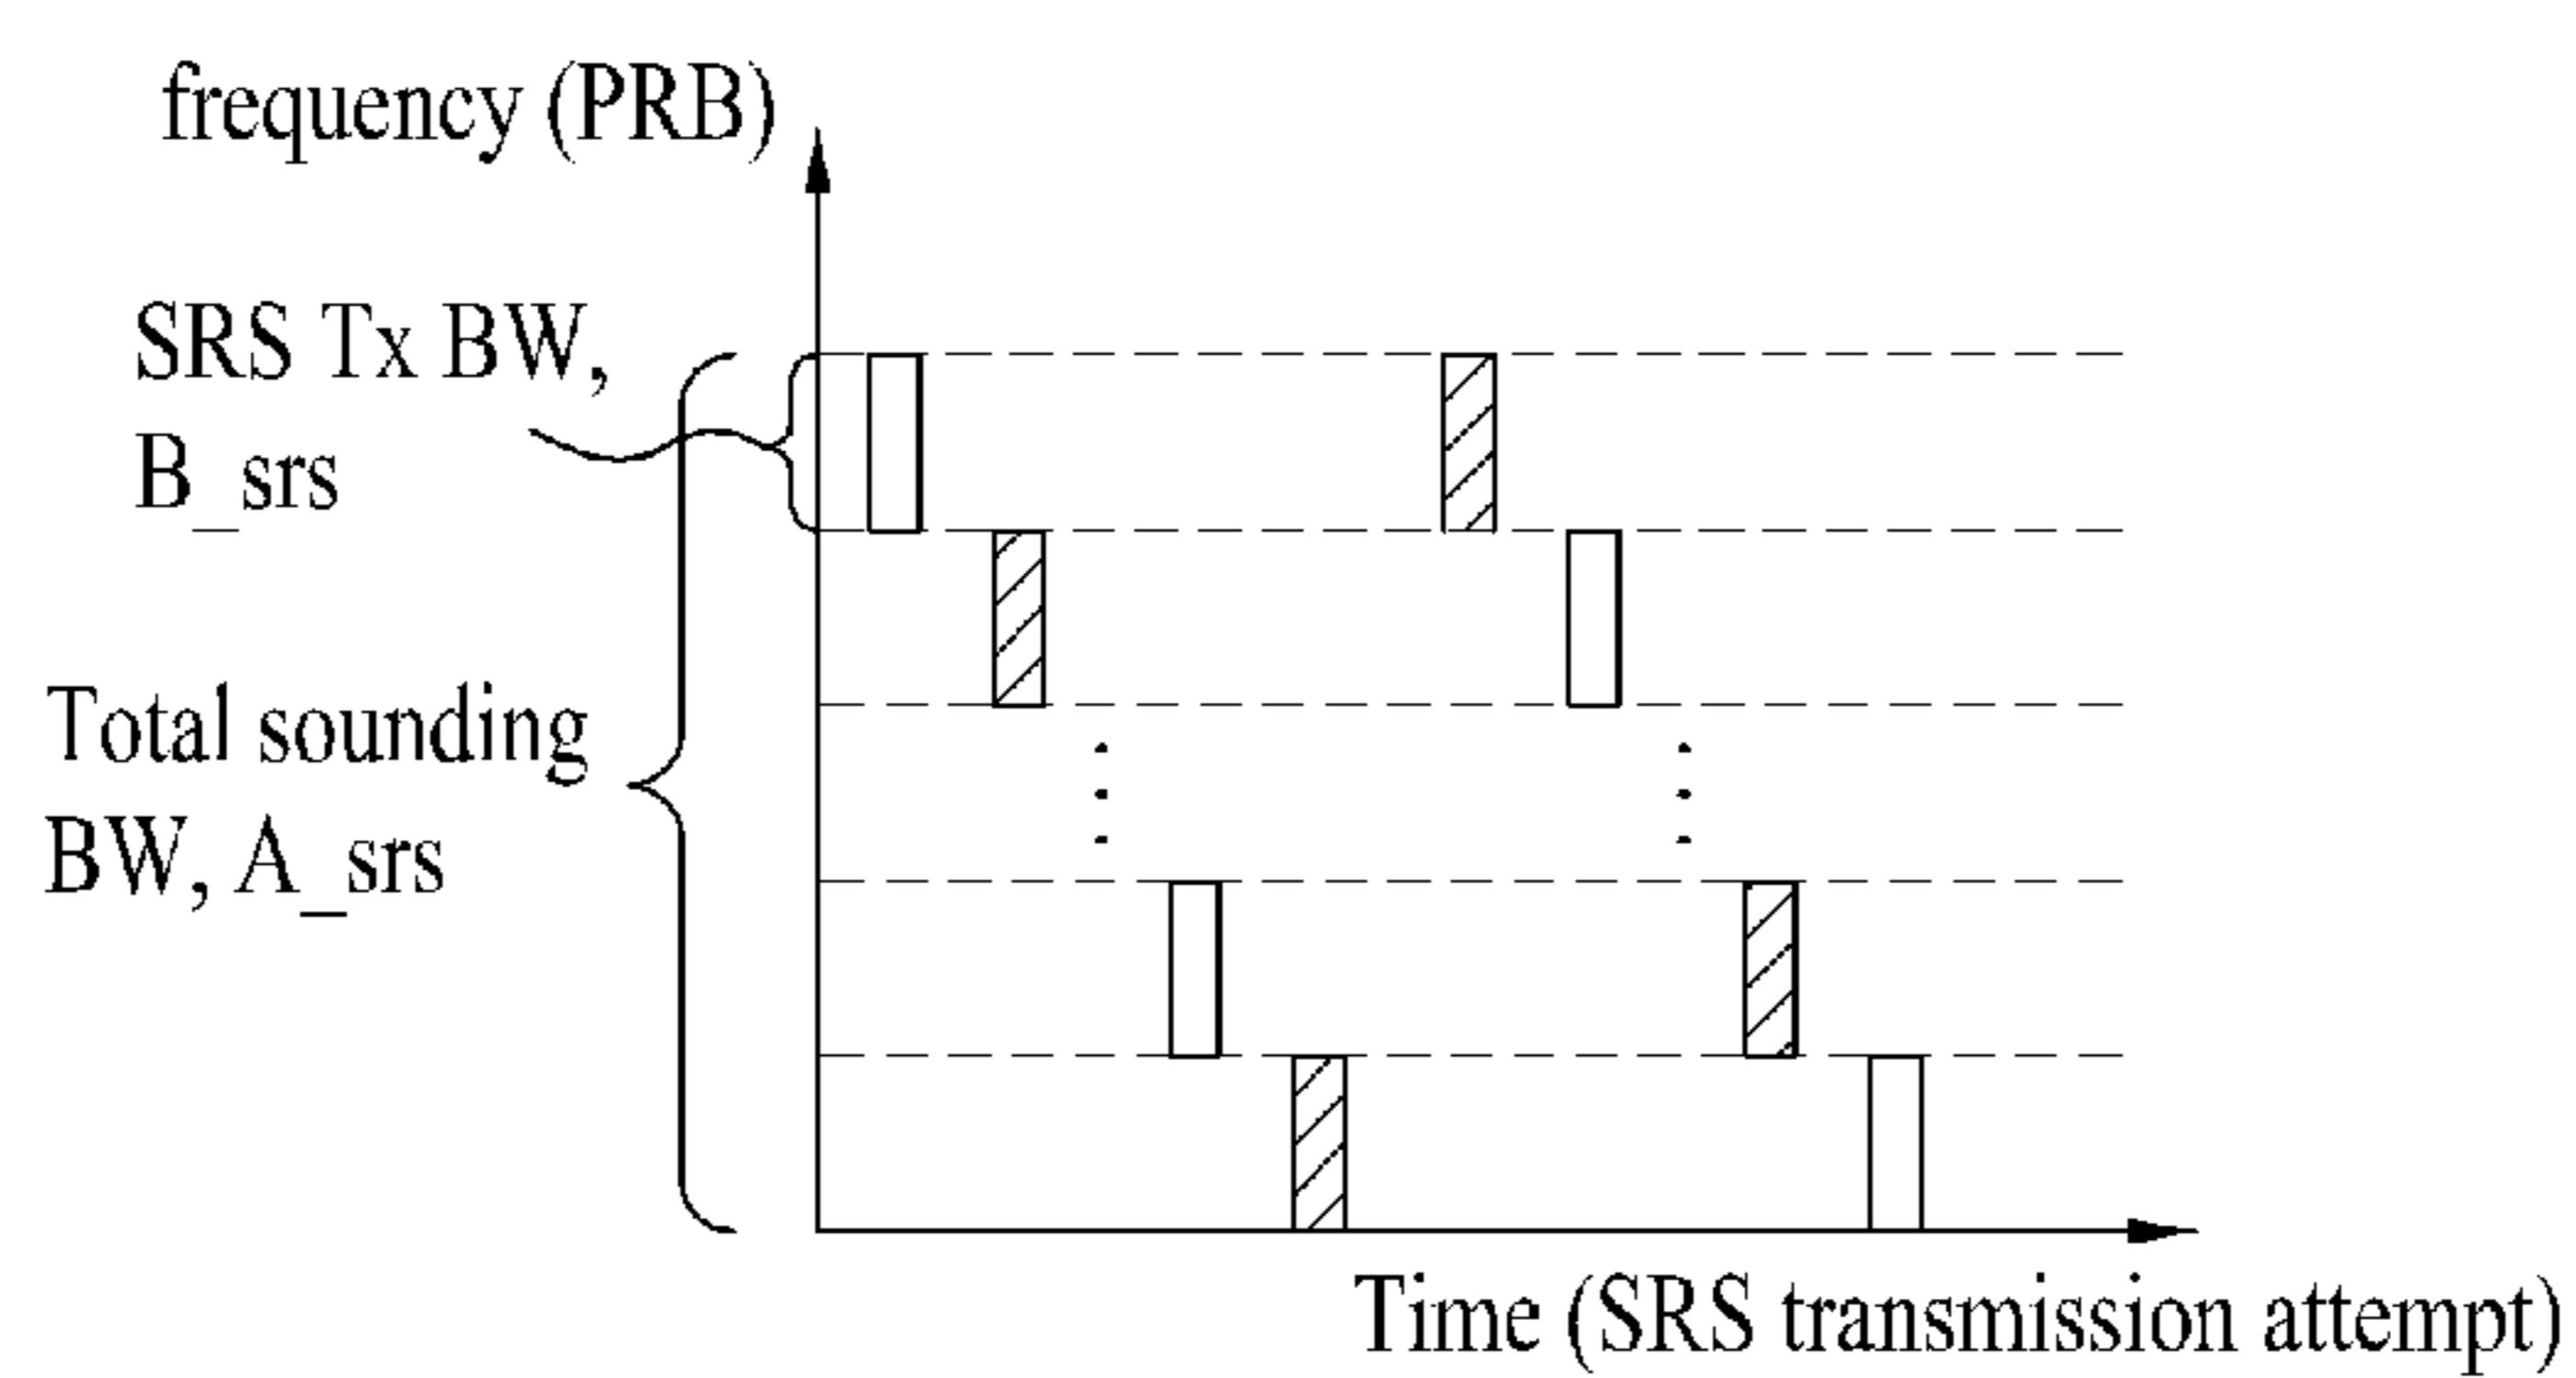 frequency (PRB)
SRS Tx BW,
B_srs
Total sounding
BW, A_srs
Time (SRS transmission attempt)